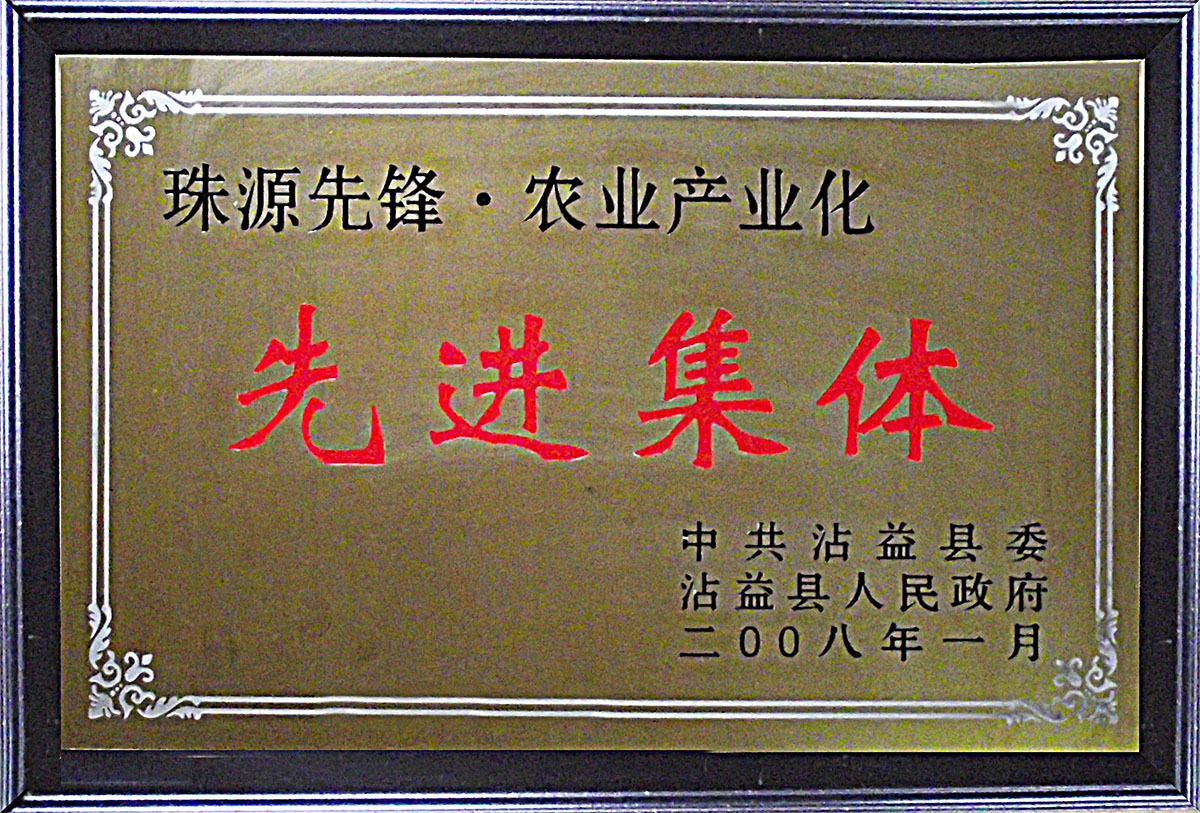 珠源先锋·农业产业化
先进集体
中共沾益县委
沾益县人民政府
二00八年一月